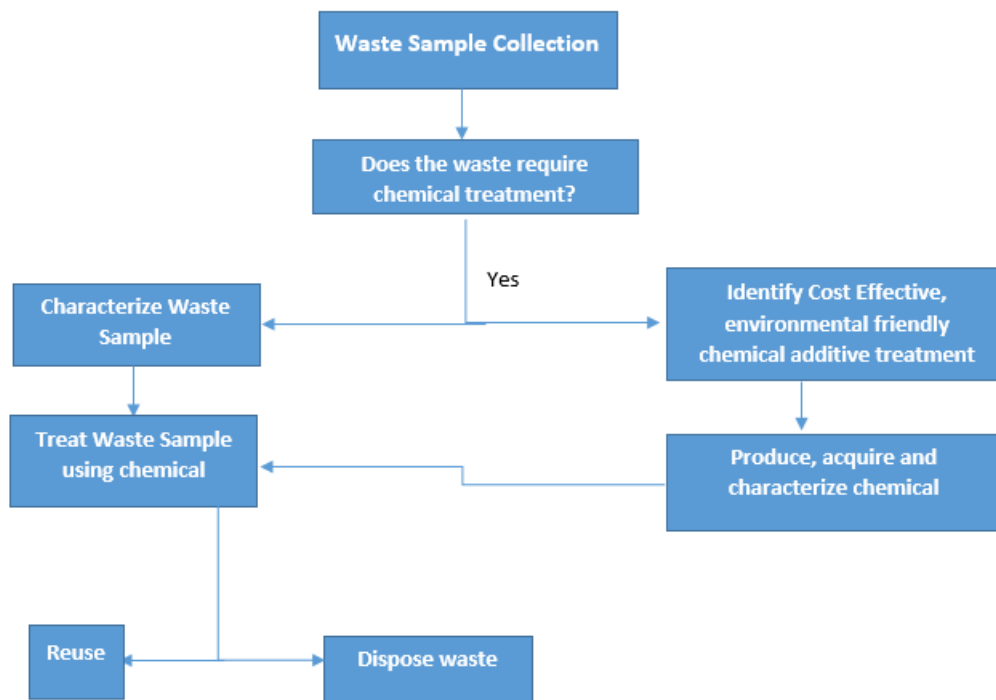 Waste Sample Collection
Does the waste require
chemical treatment?
Yes
Characterize Waste
Sample
Identify Cost Effective,
environmental friendly
chemical additive treatment
Treat Waste Sample
using chemical
Produce, acquire and
characterize chemical
Reuse
Dispose waste